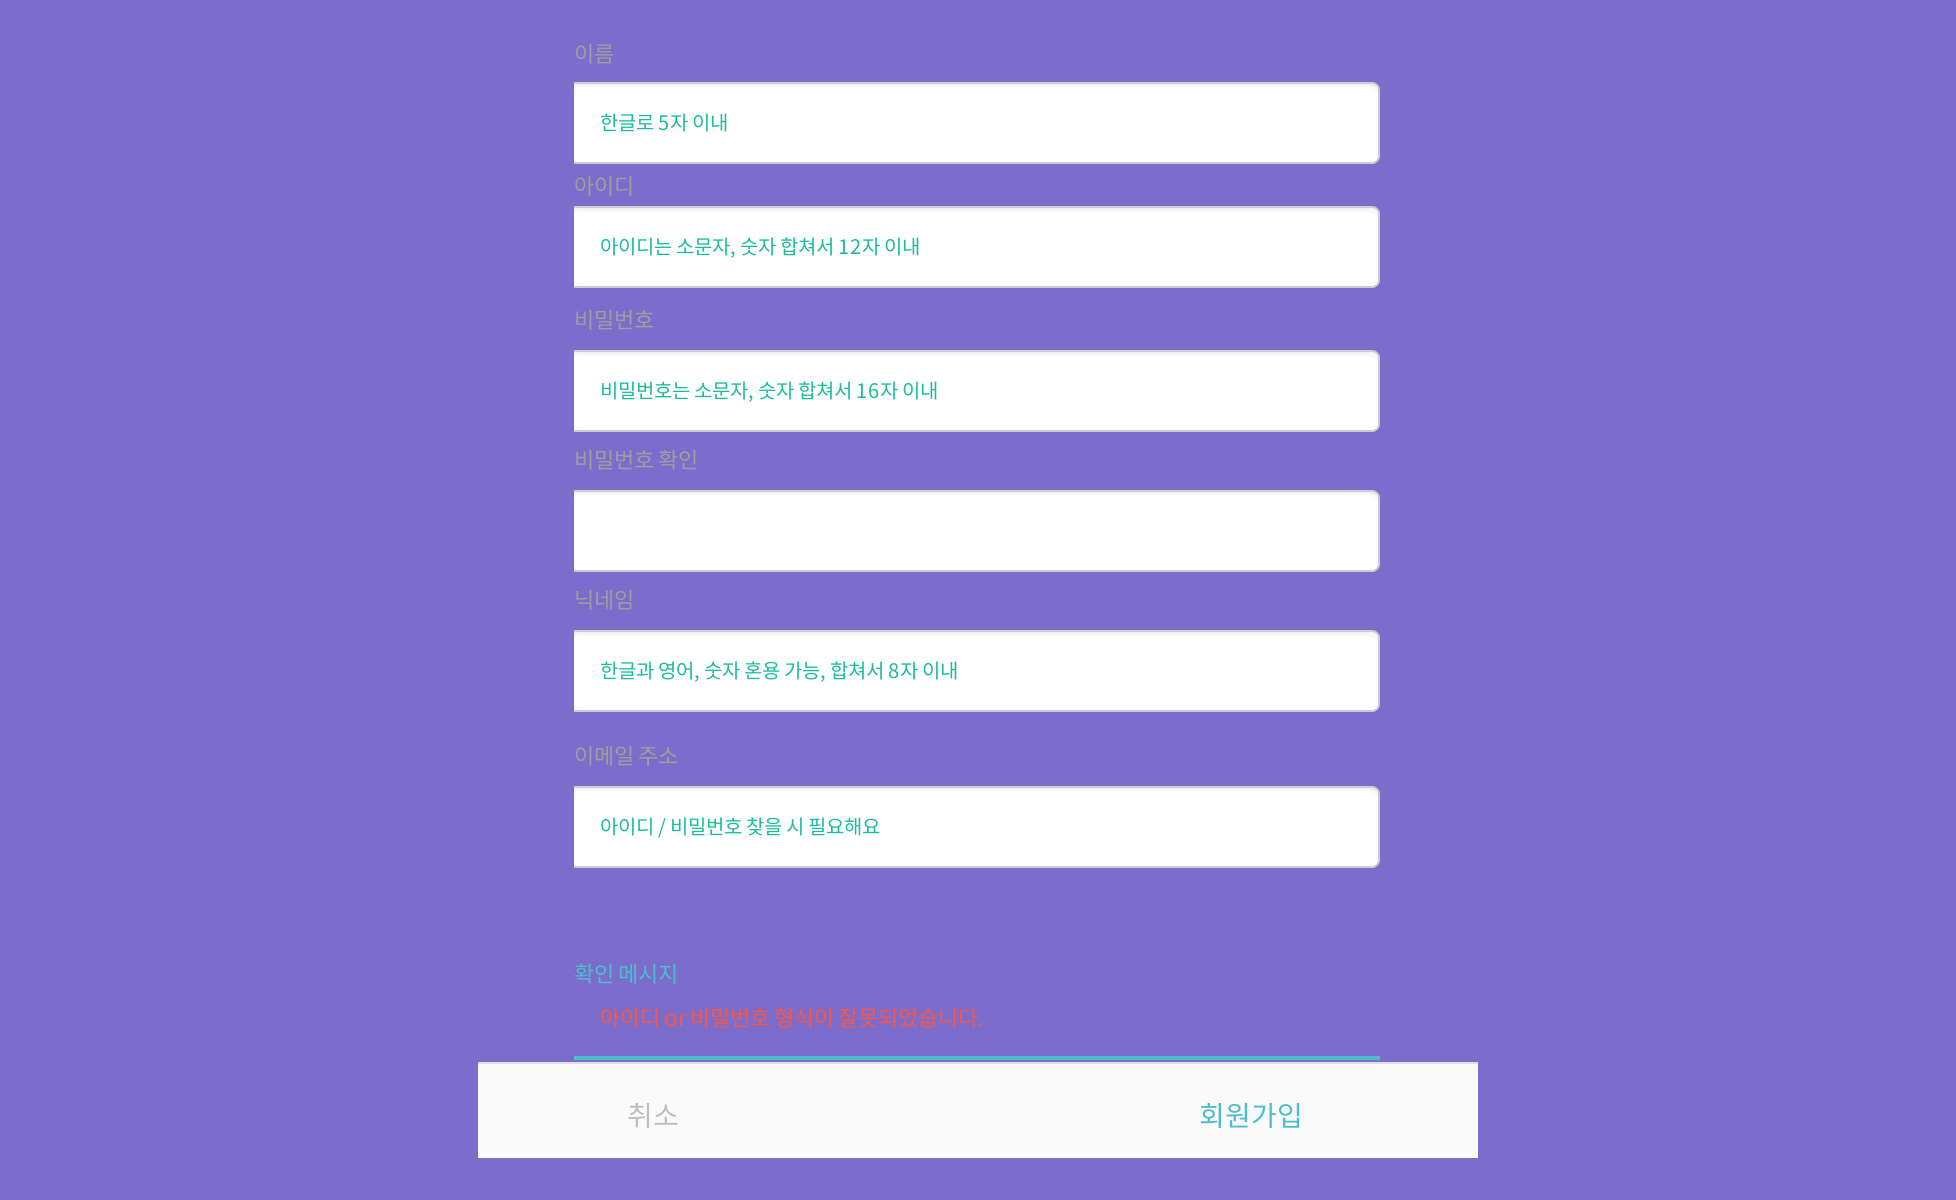 이름
한글로 5자 이내
아이디
아이디는 소문자, 숫자 합쳐서 12자 이내
비밀번호
비밀번호는 소문자, 숫자 합쳐서 16자 이내
비밀번호 확인
닉네임
한글과 영어, 숫자 혼용 가능, 합쳐서 8자 이내
이메일 주소
아이디 / 비밀번호 찾을 시 필요해요
확인 메시지
아이디 or 비밀번호 형식이 잘못되었습니다.
취소 회원가입